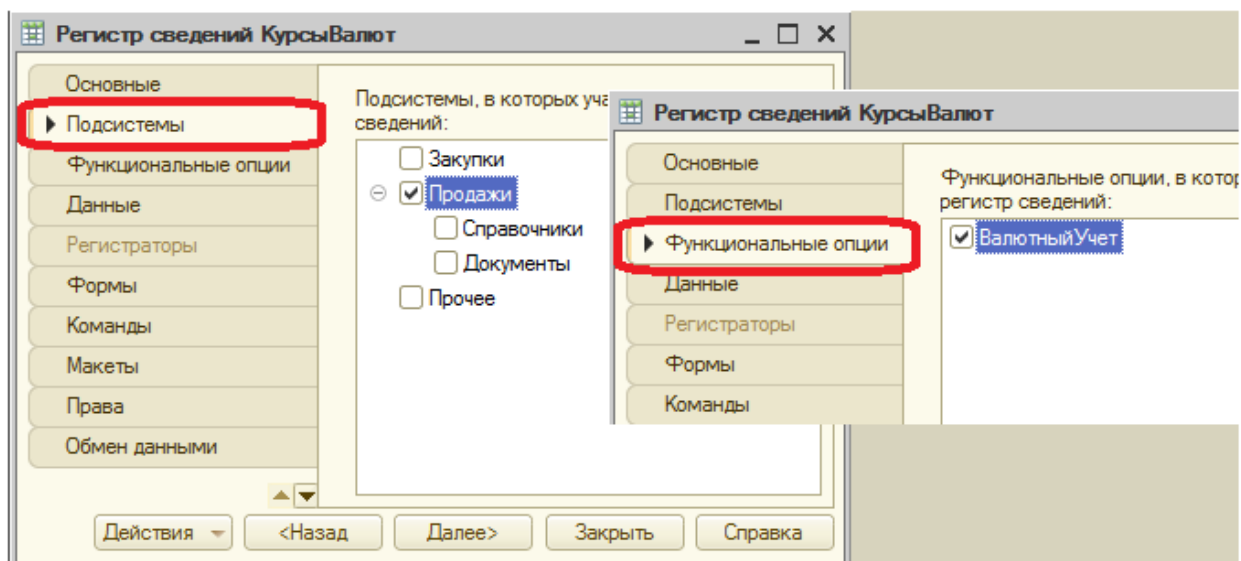 Регистр сведений КурсыВалют
Основные
Подсистемы
Функциональные опции
Данные
Регистраторы
Формы
Команды
Макеты
Права
Обмен данными
Подсистемы, в которых
сведений:
Закупки
Продажи
Справочники
Документы
Прочее
Действия
<Назад
Далее>
Закрыть
Справка
Регистр сведений КурсыВалют
Основные
Подсистемы
Функциональные опции
Данные
Регистраторы
Формы
Команды
Функциональные опции, в
регистр сведений:
ВалютныйУчет